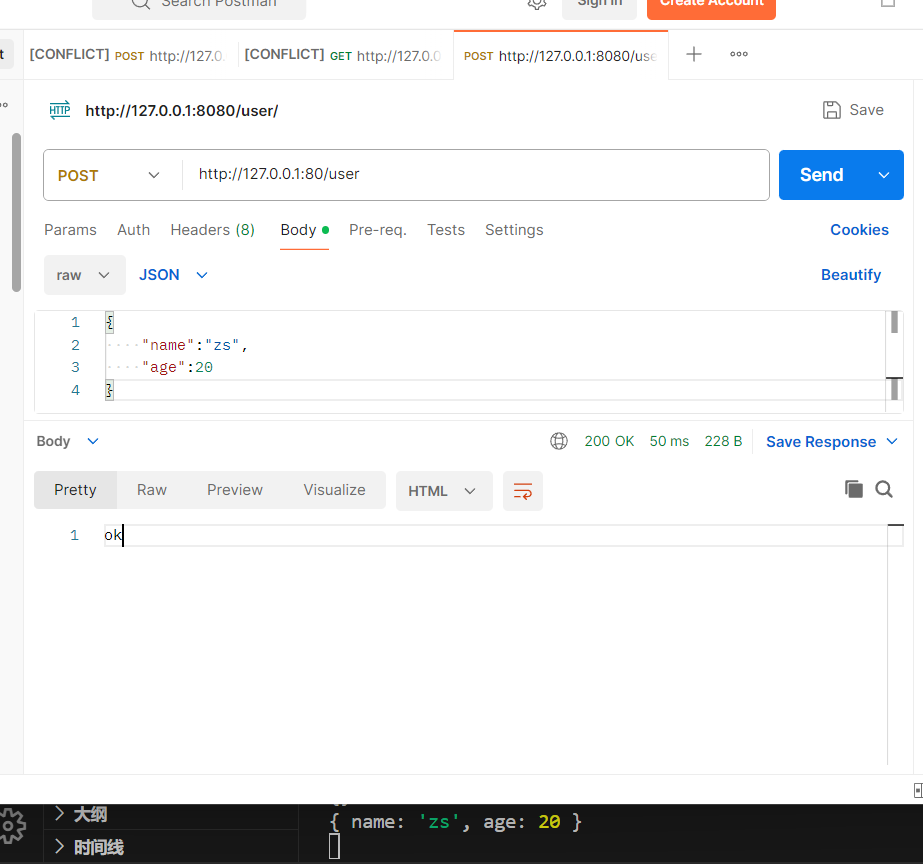 Search Postman Sign in Create Account
t [CONFLICT] POST http://127.0. [CONFLICT] GET http://127.0.0 POST http://127.0.0.1:8080/use
HTTP http://127.0.0.1:8080/user/ Save
POST http://127.0.0.1:80/user Send
Params Auth Headers (8) Body Pre-req. Tests Settings Cookies
raw JSON Beautify
1 {
2 "name":"zs",
3 "age":20
4 }
Body 200 OK 50 ms 228 B Save Response
Pretty Raw Preview Visualize HTML
1 ok
大纲
{ name: 'zs', age: 20 }
时间线